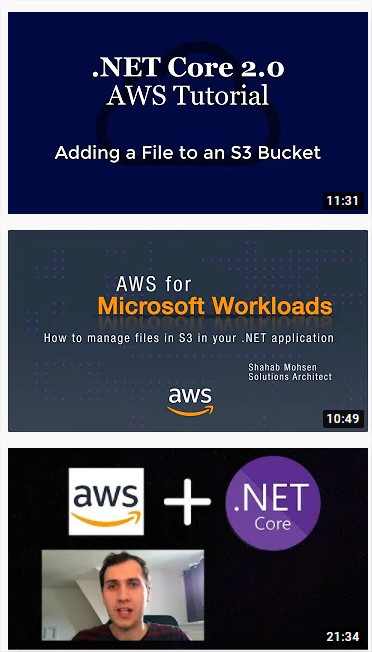 .NET Core 2.0
AWS Tutorial
Adding a File to an S3 Bucket
11:31
AWS for
Microsoft Workloads
How to manage files in S3 in your .NET application
Shahab Mohsen
Solutions Architect
aws
10:49
aws
.NET
Core
21:34